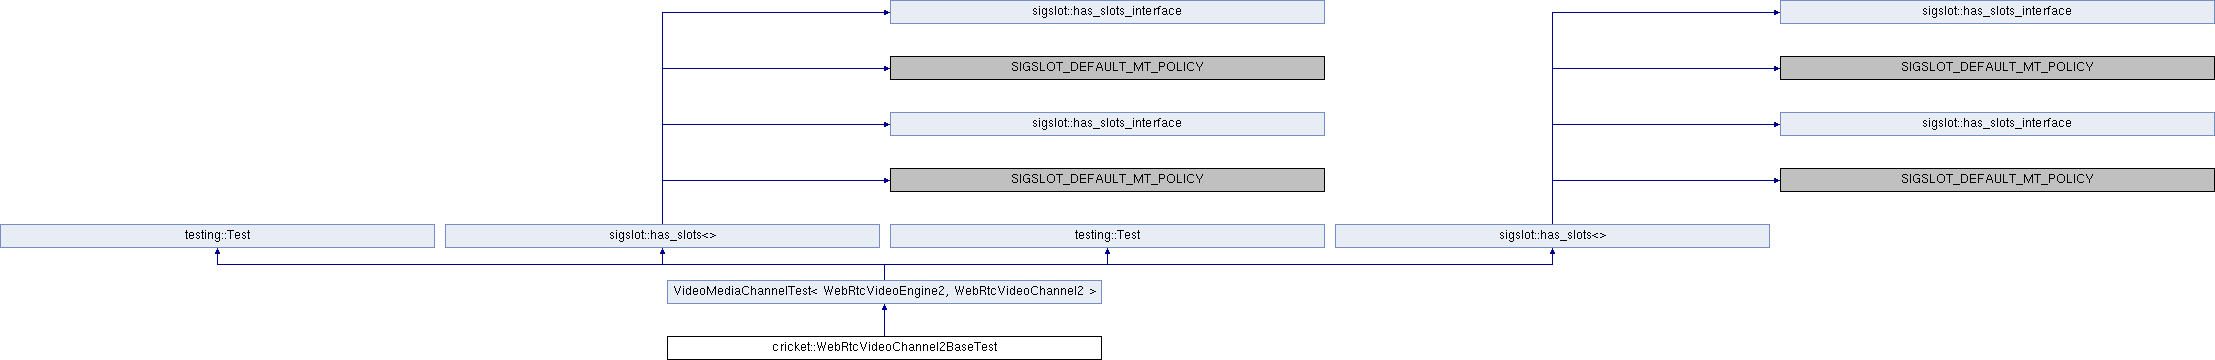 sigslot::has_slots_interface
sigslot::has_slots_interface
SIGSLOT_DEFAULT_MT_POLICY
SIGSLOT_DEFAULT_MT_POLICY
sigslot::has_slots_interface
sigslot::has_slots_interface
SIGSLOT_DEFAULT_MT_POLICY
SIGSLOT_DEFAULT_MT_POLICY
testing::Test
sigslot::has_slots<>
testing::Test
sigslot::has_slots<>
VideoMediaChannelTest< WebRtcVideoEngine2, WebRtcVideoChannel2 >
cricket::WebRtcVideoChannel2BaseTest